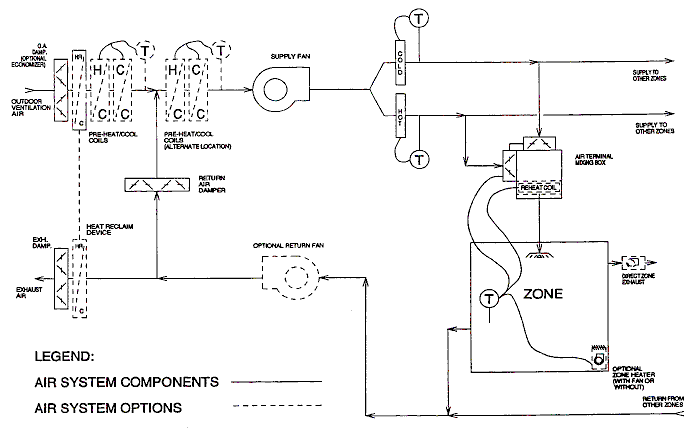 O.A.
DAMP.
(OPTIONAL
ECONOMIZER)
HR
C
H
C
C
C
T
H
C
C
C
T
OUTDOOR
VENTILATION
AIR
PRE-HEAT/COOL
COILS
PRE-HEAT/COOL
COILS
(ALTERNATE LOCATION)
SUPPLY FAN
T
COLD
HOT
T
SUPPLY TO
OTHER ZONES
SUPPLY TO
OTHER ZONES
AIR TERMINAL
MIXING BOX
REHEAT COIL
RETURN
AIR
DAMPER
HEAT RECLAIM
DEVICE
EXH.
DAMP.
HR
C
EXHAUST
AIR
OPTIONAL RETURN FAN
T
ZONE
DIRECT ZONE
EXHAUST
OPTIONAL
ZONE HEATER
(WITH FAN OR
WITHOUT)
RETURN FROM
OTHER ZONES
LEGEND:
AIR SYSTEM COMPONENTS
AIR SYSTEM OPTIONS